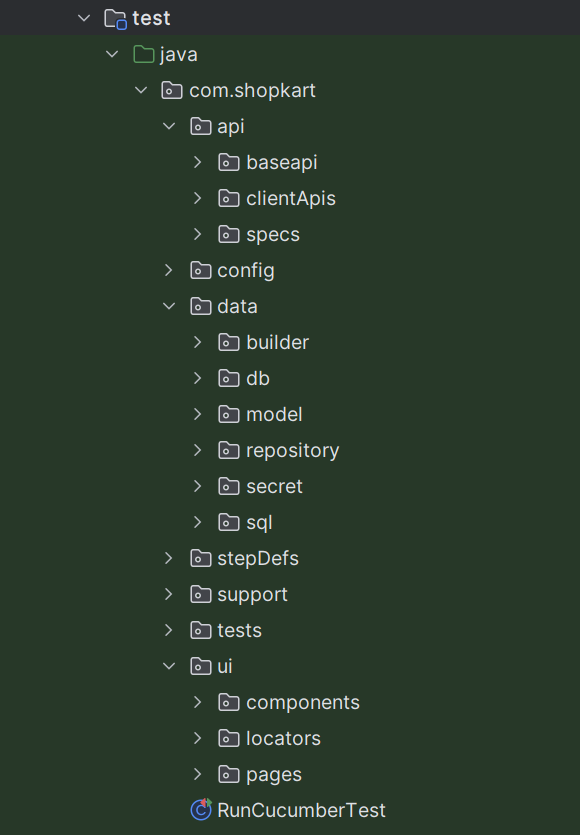 test
java
com.shopkart
api
baseapi
clientApis
specs
config
data
builder
db
model
repository
secret
sql
stepDefs
support
tests
ui
components
locators
pages
RunCucumberTest